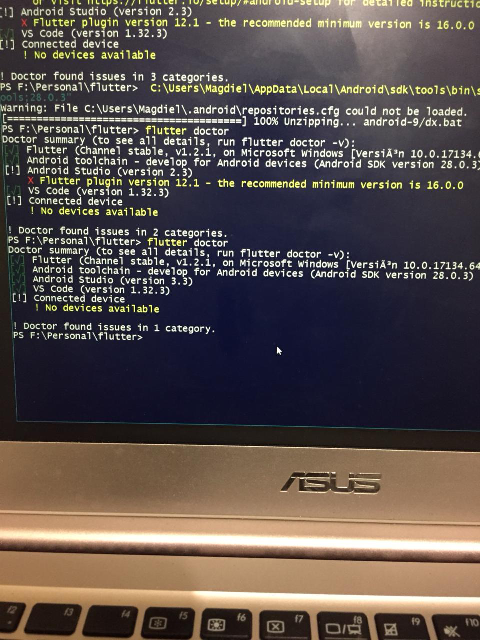 or visit https://flutter.io/setup/#android-setup for detailed instructio
[!] Android Studio (version 2.3)
X Flutter plugin version 12.1 - the recommended minimum version is 16.0.0
[√] VS Code (version 1.32.3)
[!] Connected device
! No devices available
! Doctor found issues in 3 categories.
PS F:\Personal\flutter> C:\Users\Magdiel\AppData\Local\Android\sdk\tools\bin\s
ools;28.0.3"
Warning: File C:\Users\Magdiel\.android\repositories.cfg could not be loaded.
[=======================================] 100% Unzipping... android-9/dx.bat
PS F:\Personal\flutter> flutter doctor
Doctor summary (to see all details, run flutter doctor -v):
[√] Flutter (Channel stable, v1.2.1, on Microsoft Windows [VersiÃ³n 10.0.17134.6
[√] Android toolchain - develop for Android devices (Android SDK version 28.0.3)
[!] Android Studio (version 2.3)
X Flutter plugin version 12.1 - the recommended minimum version is 16.0.0
[√] VS Code (version 1.32.3)
[!] Connected device
! No devices available
! Doctor found issues in 2 categories.
PS F:\Personal\flutter> flutter doctor
Doctor summary (to see all details, run flutter doctor -v):
[√] Flutter (Channel stable, v1.2.1, on Microsoft Windows [VersiÃ³n 10.0.17134.64
[√] Android toolchain - develop for Android devices (Android SDK version 28.0.3)
[√] Android Studio (version 3.3)
[√] VS Code (version 1.32.3)
[!] Connected device
! No devices available
! Doctor found issues in 1 category.
PS F:\Personal\flutter>
ASUS
f2 f3 f4 f5 f6 f7 f8 f9 f10